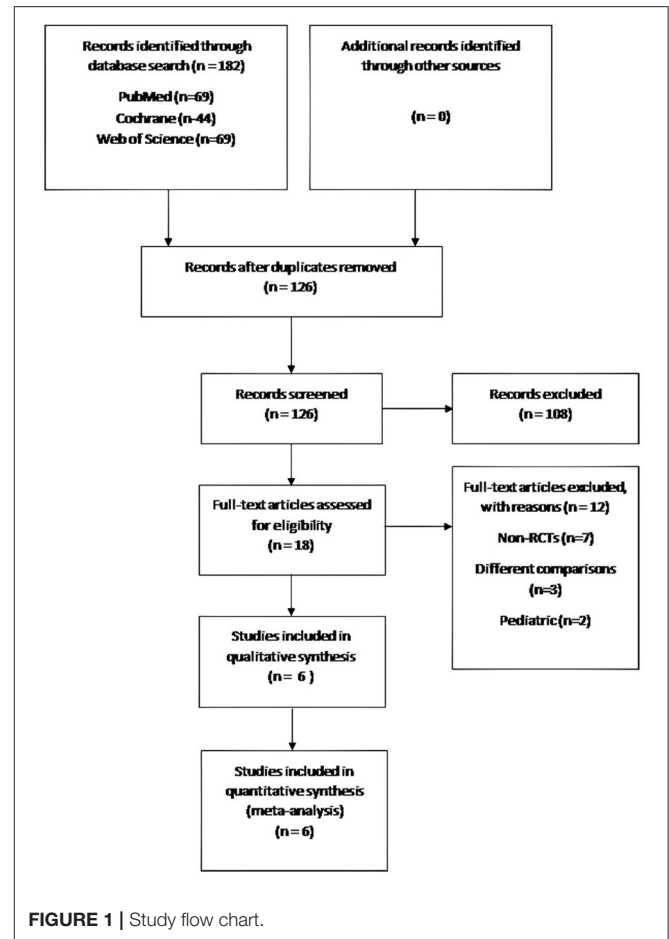 Records identified through
database search (n =182)
PubMed (n=69)
Cochrane (n-44)
Web of Science (n=69)
Additional records identified
through other sources
(n = 0)
Records after duplicates removed
(n = 126)
Records screened
(n = 126)
Records excluded
(n = 108)
Full-text articles assessed
for eligibility
(n = 18)
Full-text articles excluded,
with reasons (n = 12)
Non-RCTs (n=7)
Different comparisons
(n=3)
Pediatric (n=2)
Studies included in
qualitative synthesis
(n = 6 )
Studies included in
quantitative synthesis
(meta-analysis)
(n = 6)
FIGURE 1 | Study flow chart.